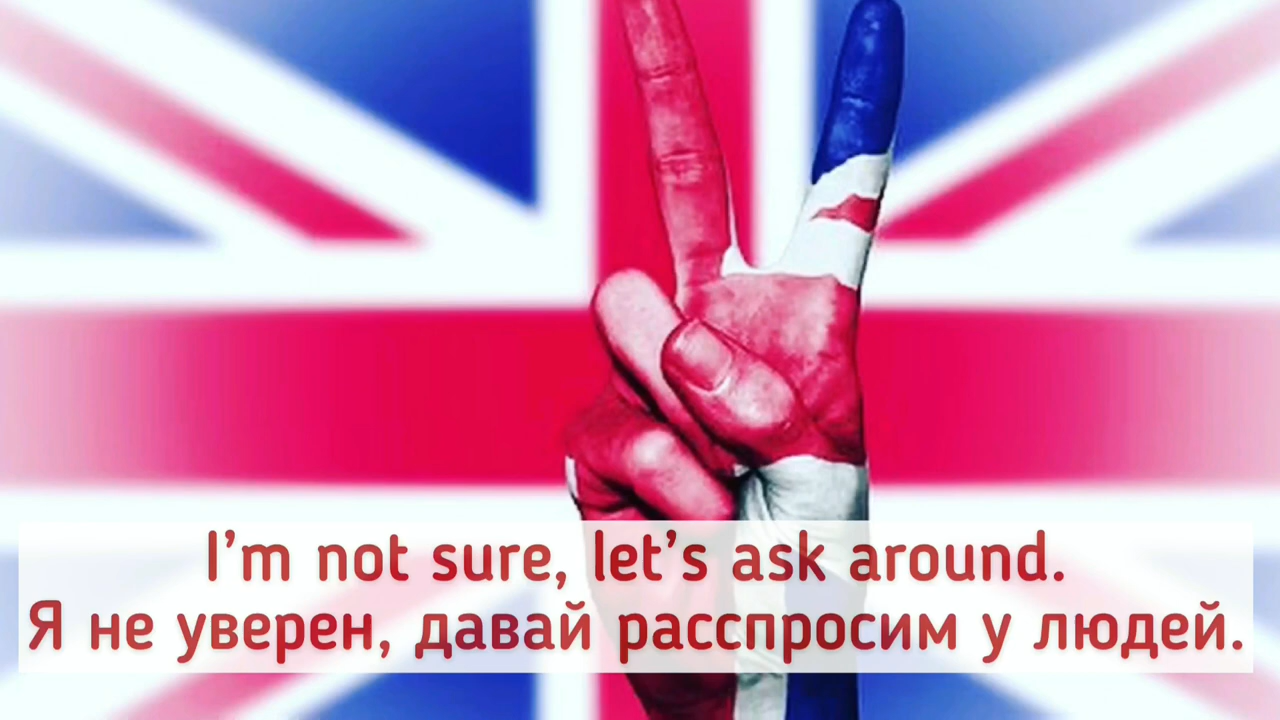 I’m not sure, let’s ask around.
Я не уверен, давай расспросим у людей.